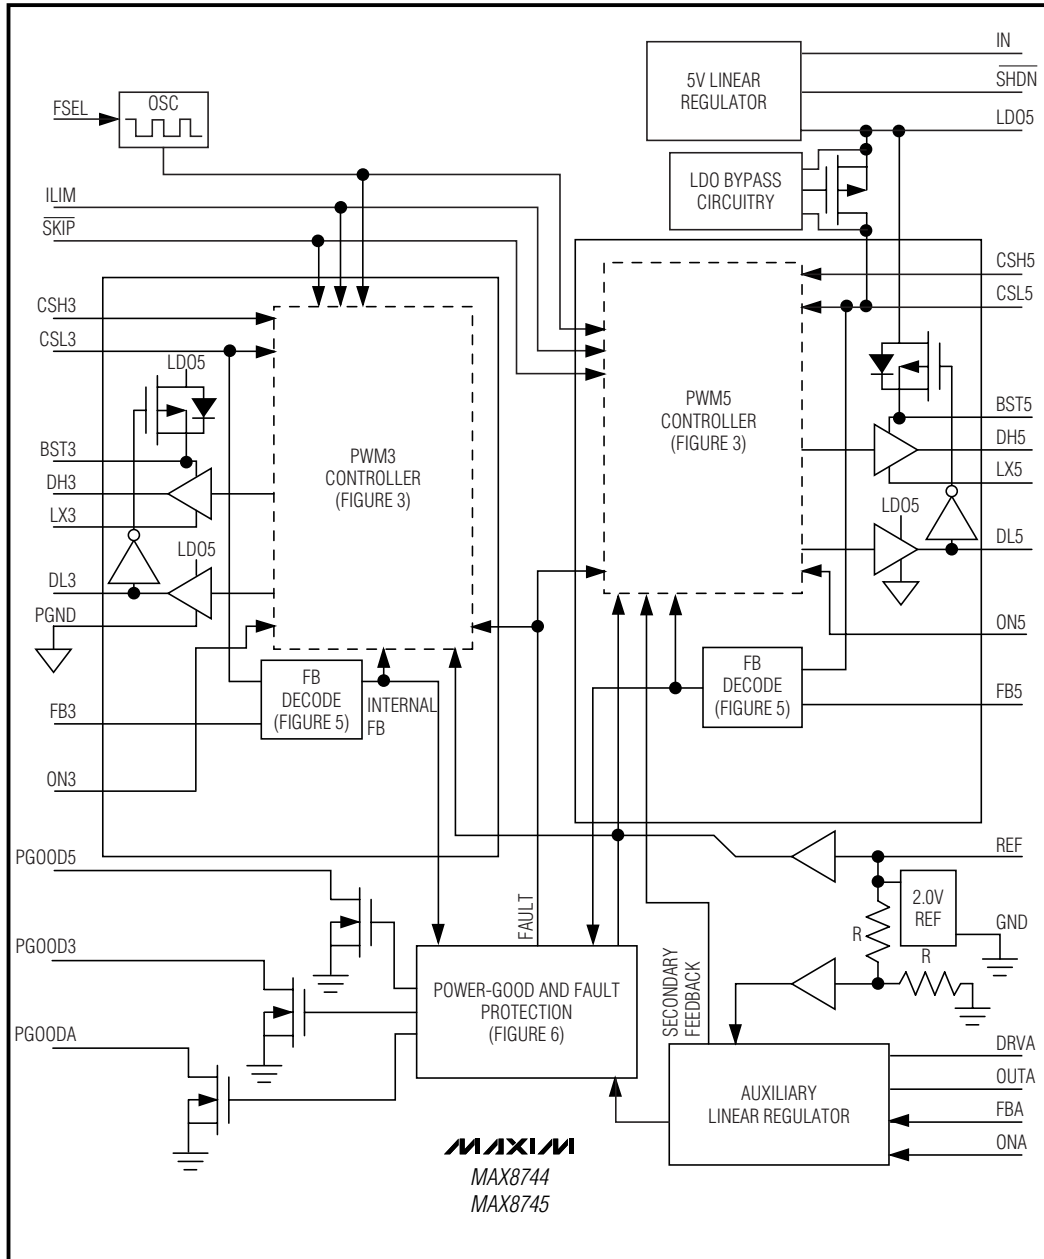 IN
SHDN
LDO5
5V LINEAR
REGULATOR
OSC
FSEL
LDO BYPASS
CIRCUITRY
ILIM
SKIP
CSH5
CSL5
CSH3
CSL3
LDO5
PWM5
CONTROLLER
(FIGURE 3)
PWM3
CONTROLLER
(FIGURE 3)
BST5
DH5
LX5
BST3
DH3
LX3
LDO5
LDO5
DL5
DL3
PGND
ON5
FB
DECODE
(FIGURE 5)
FB
DECODE
(FIGURE 5)
INTERNAL
FB
FB5
FB3
ON3
REF
PGOOD5
2.0V
REF
GND
R
R
FAULT
PGOOD3
POWER-GOOD AND FAULT
PROTECTION
(FIGURE 6)
SECONDARY
FEEDBACK
PGOODA
DRVA
OUTA
FBA
ONA
AUXILIARY
LINEAR REGULATOR
MAXIM
MAX8744
MAX8745